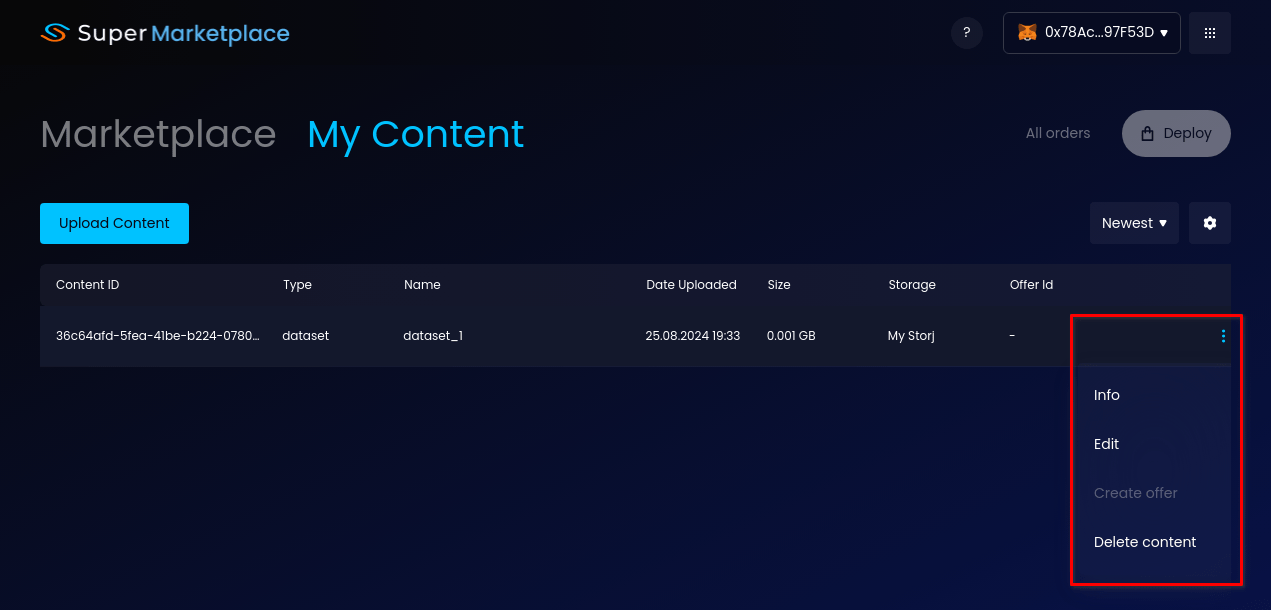 Super Marketplace
?
0x78Ac...97F53D
Marketplace My Content
All orders
Deploy
Upload Content
Newest
Content ID Type Name Date Uploaded Size Storage Offer Id
36c64afd-5fea-41be-b224-0780... dataset dataset_1 25.08.2024 19:33 0.001 GB My Storj -
Info
Edit
Create offer
Delete content